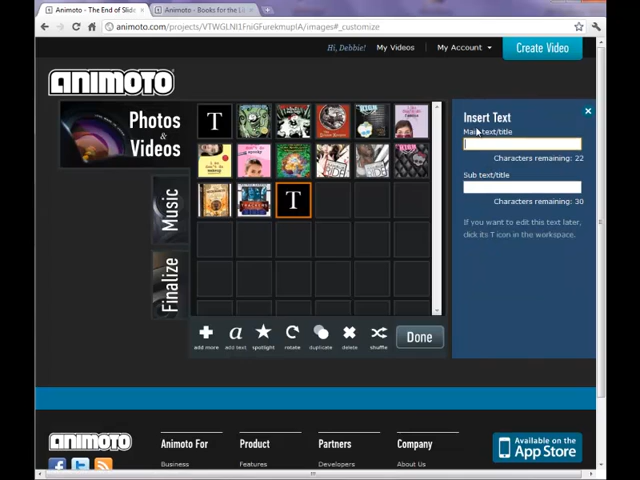 Animoto - The End of Slide
Animoto - Books for the Li
animoto.com/projects/VTWGLNI1FniGFurekmuplA/images#_customize
Hi, Debbie!
My Videos
My Account
Create Video
ANIMOTO
Photos
&
Videos
Music
Finalize
T
T
Insert Text
Main text/title
Characters remaining: 22
Sub text/title
Characters remaining: 30
If you want to edit this text later,
click its T icon in the workspace.
add more
a
add text
spotlight
rotate
duplicate
delete
shuffle
Done
ANIMOTO
Animoto For
Product
Partners
Company
Business
Features
Developers
About Us
Available on the
App Store